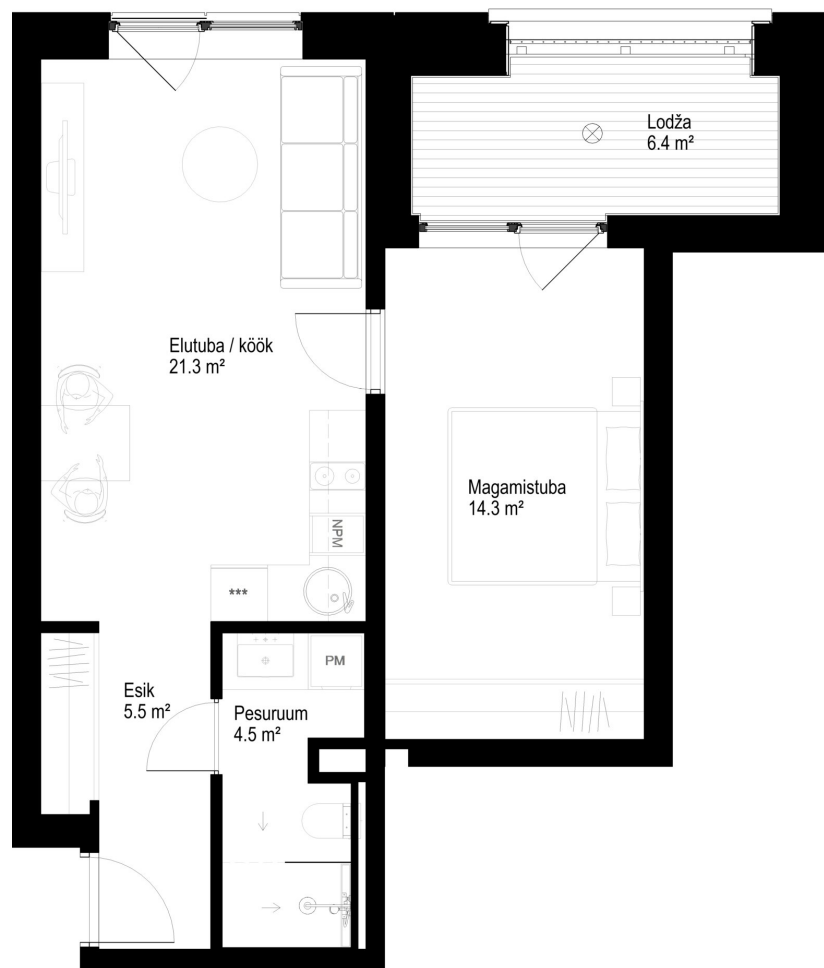 Lodža
6.4 m²
Elutuba / köök
21.3 m²
Magamistuba
14.3 m²
NPM
***
PM
Esik
5.5 m²
Pesuruum
4.5 m²